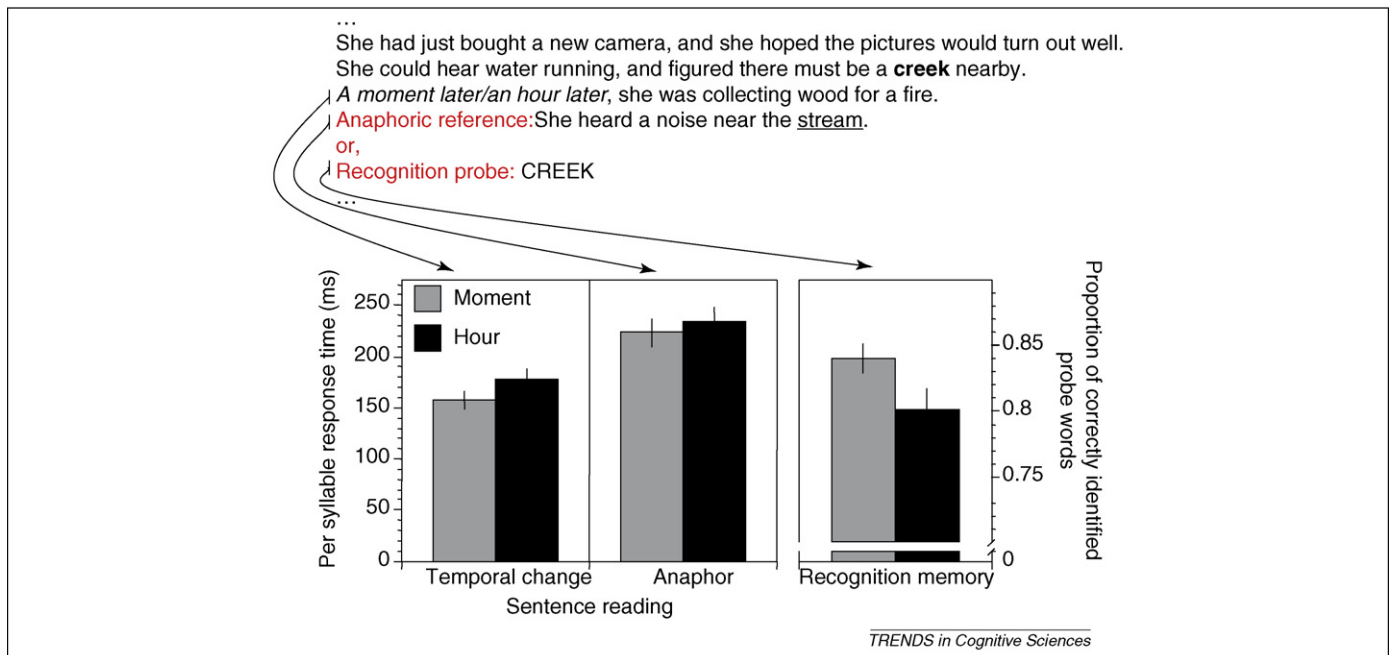 ...
She had just bought a new camera, and she hoped the pictures would turn out well.
She could hear water running, and figured there must be a creek nearby.
A moment later/an hour later, she was collecting wood for a fire.
Anaphoric reference:She heard a noise near the stream.
or,
Recognition probe: CREEK
...
Per syllable response time (ms)
250
200
150
100
50
0
Moment
Hour
Temporal change
Anaphor
Sentence reading
Recognition memory
0.85
0.8
0.75
0
Proportion of correctly identified
probe words
TRENDS in Cognitive Sciences